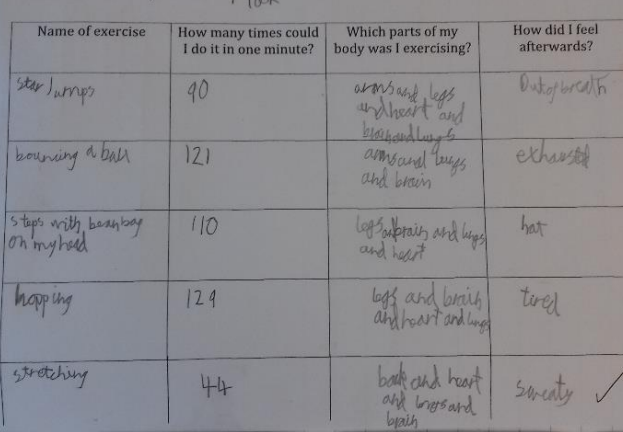 Name of exercise
How many times could
I do it in one minute?
Which parts of my
body was I exercising?
How did I feel
afterwards?
star Jumps
90
arms and legs
and heart and
brain and lungs
Out of breath
bouncing a ball
121
arms and lungs
and brain
exhausted
steps with beanbag
on my head
110
legs and brain and lungs
and heart
hot
hopping
129
legs and brain
and heart and lungs
tired
stretching
44
back and heart
and and
brain
sweaty